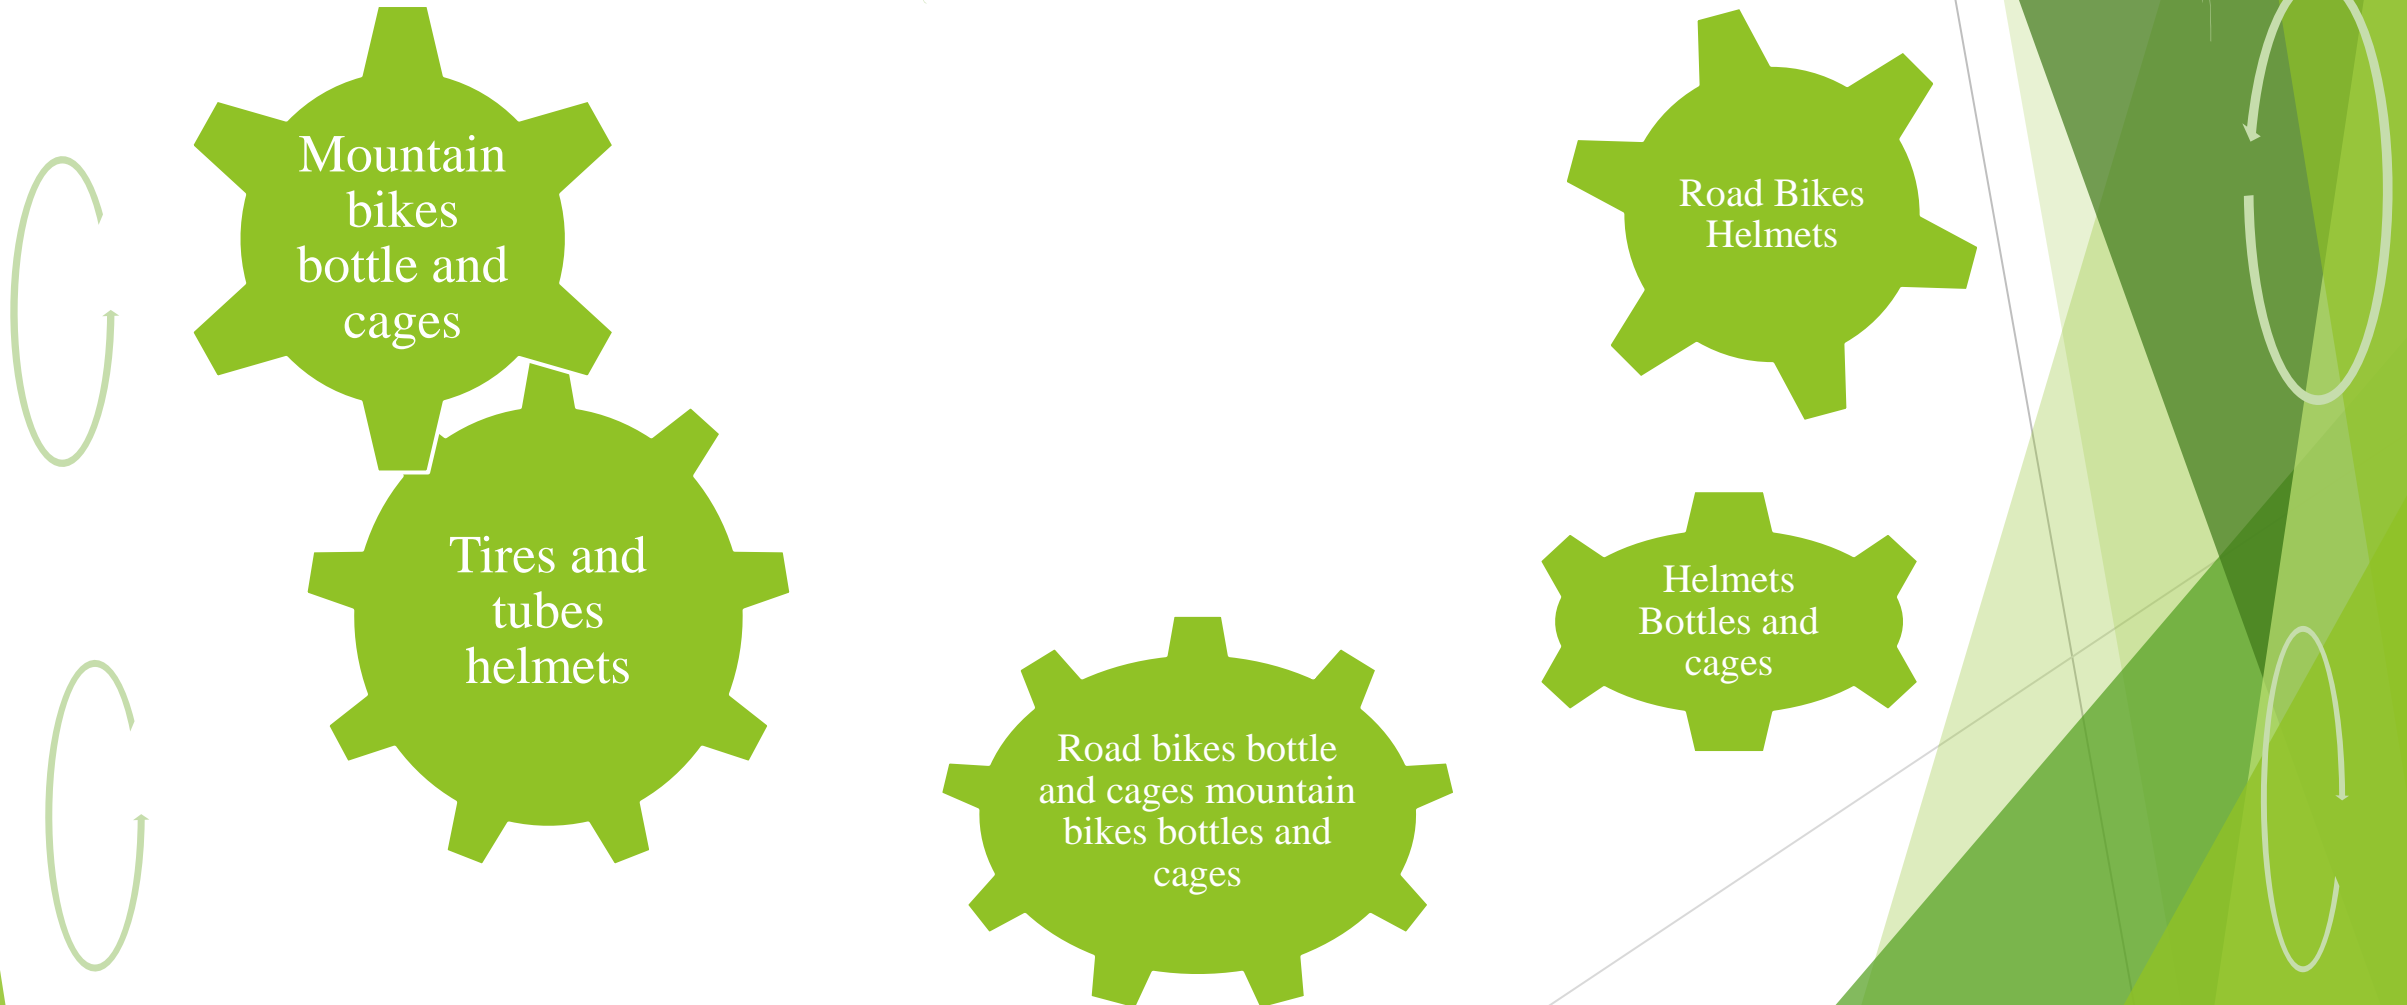 Mountain
bikes
bottle and
cages
Tires and
tubes
helmets
Road bikes bottle
and cages mountain
bikes bottles and
cages
Road Bikes
Helmets
Helmets
Bottles and
cages